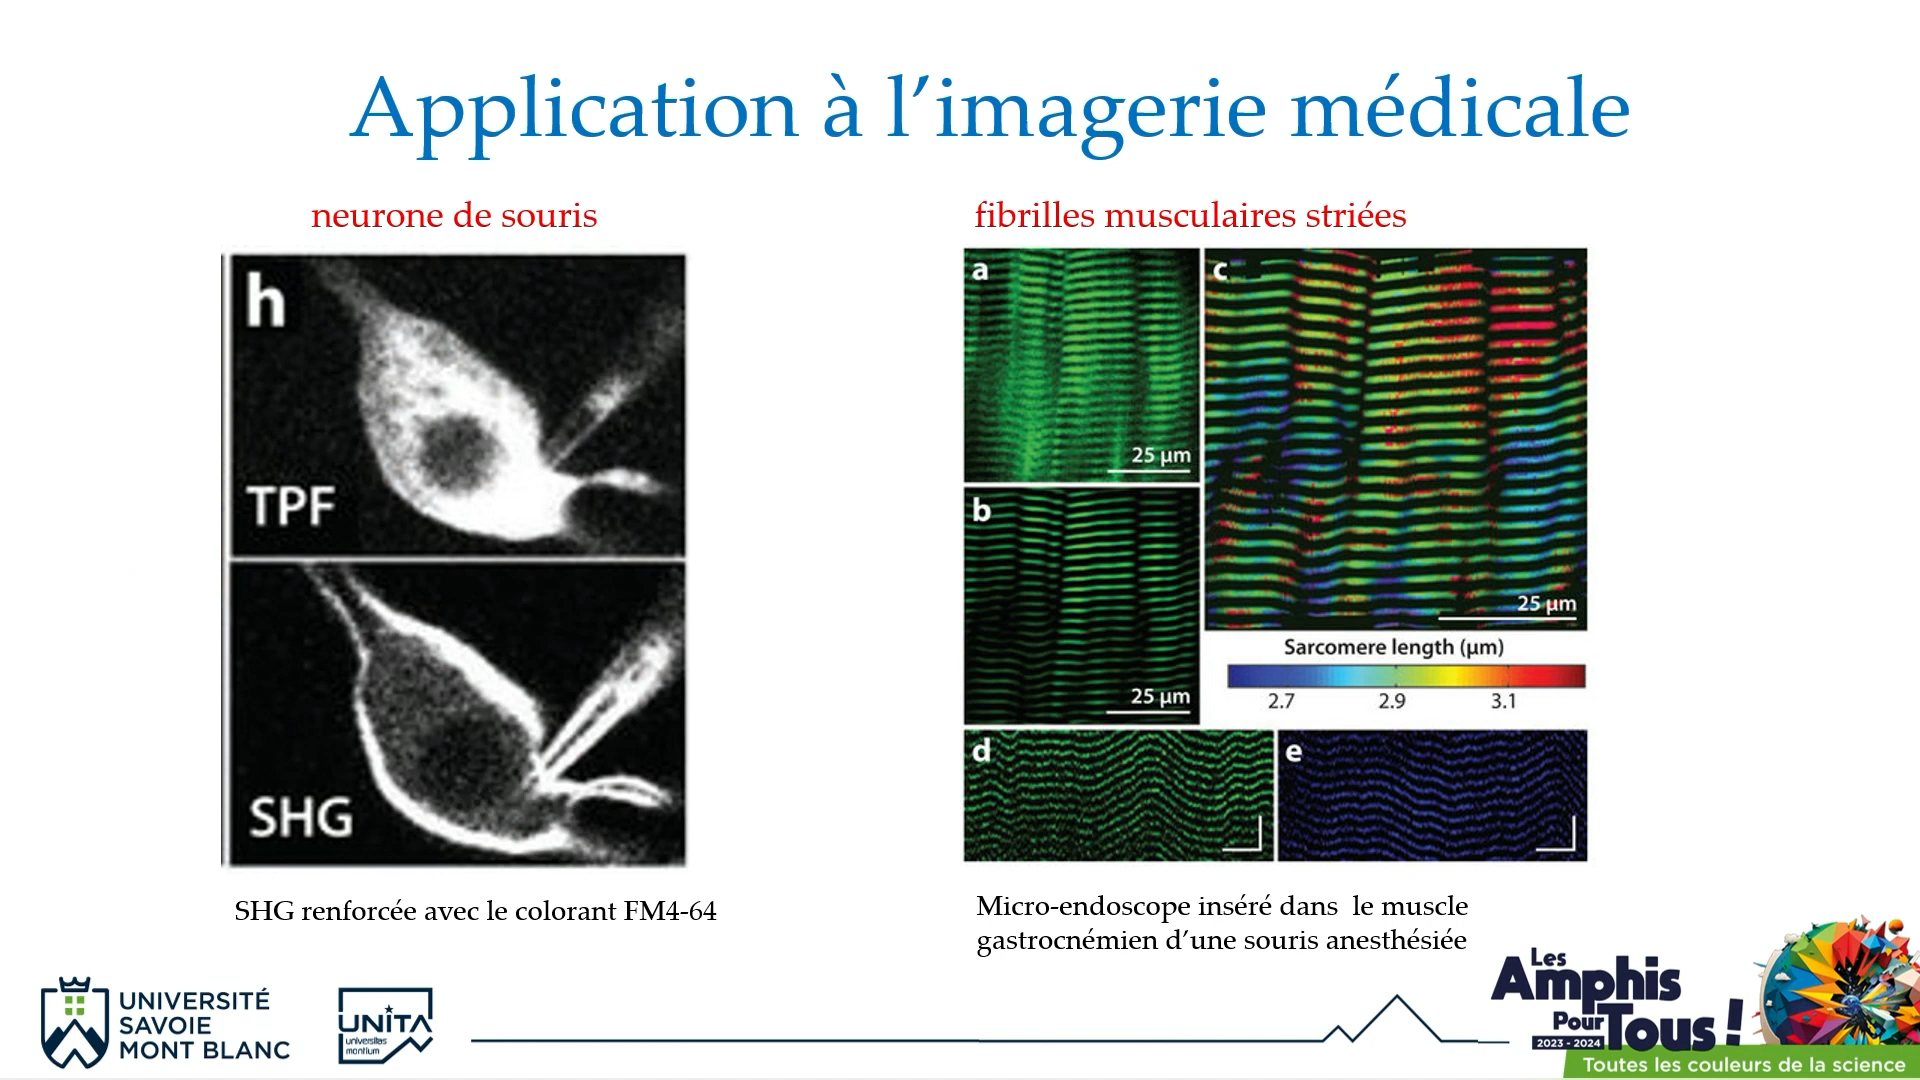 Application à l’imagerie médicale
neurone de souris
h
TPF
SHG
SHG renforcée avec le colorant FM4-64
fibrilles musculaires striées
a
25 µm
b
25 µm
c
25 µm
Sarcomere length (µm)
2.7 2.9 3.1
d
e
Micro-endoscope inséré dans le muscle
gastrocnémien d’une souris anesthésiée
UNIVERSITÉ
SAVOIE
MONT BLANC
UNITA
universitas
montium
Les
Amphis
Pour
Tous !
2023 - 2024
Toutes les couleurs de la science